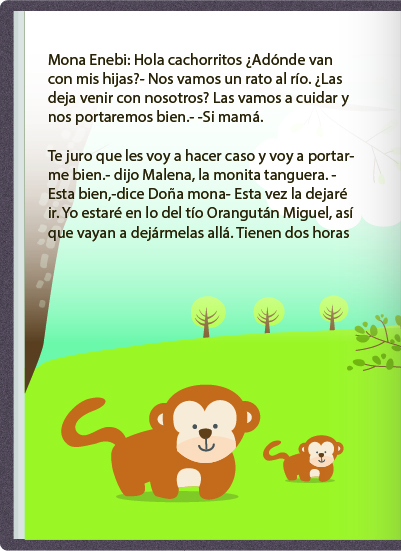 Mona Enebi: Hola cachorritos ¿Adónde van
con mis hijas?- Nos vamos un rato al río. ¿Las
deja venir con nosotros? Las vamos a cuidar y
nos portaremos bien.- -Si mamá.
Te juro que les voy a hacer caso y voy a portar-
me bien.- dijo Malena, la monita tanguera. -
Esta bien,-dice Doña mona- Esta vez la dejaré
ir. Yo estaré en lo del tío Orangután Miguel, así
que vayan a dejármelas allá. Tienen dos horas